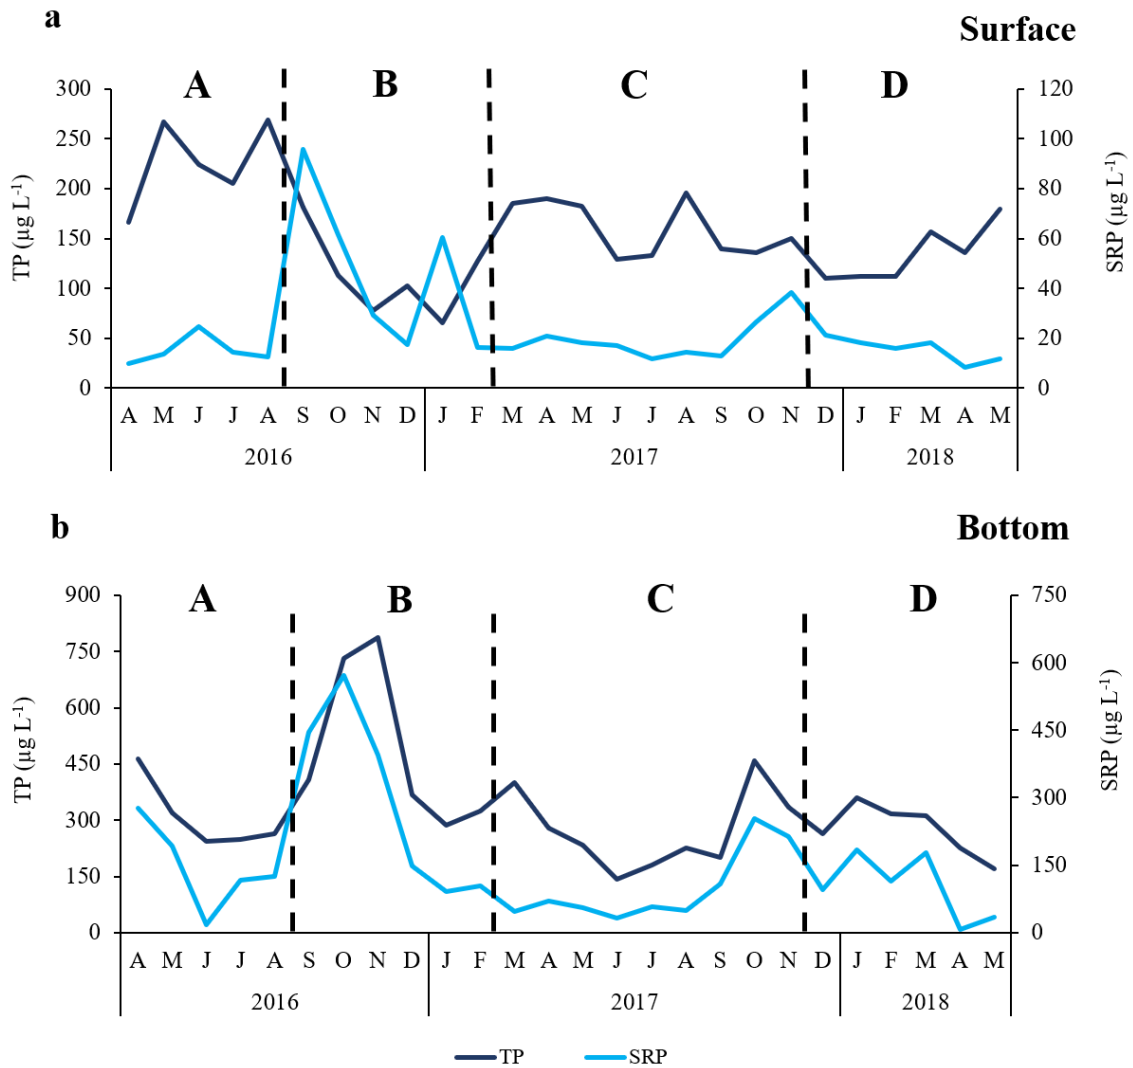 a
Surface
A B C D
300 120
250 100
200 80
150 60
100 40
50 20
0 0
TP (µg L-1)
SRP (µg L-1)
A M J J A S O N D J F M A M J J A S O N D J F M A M
2016 2017 2018
b
Bottom
A B C D
900 750
750 600
600 450
450 300
300 150
150 0
0
TP (µg L-1)
SRP (µg L-1)
A M J J A S O N D J F M A M J J A S O N D J F M A M
2016 2017 2018
TP SRP